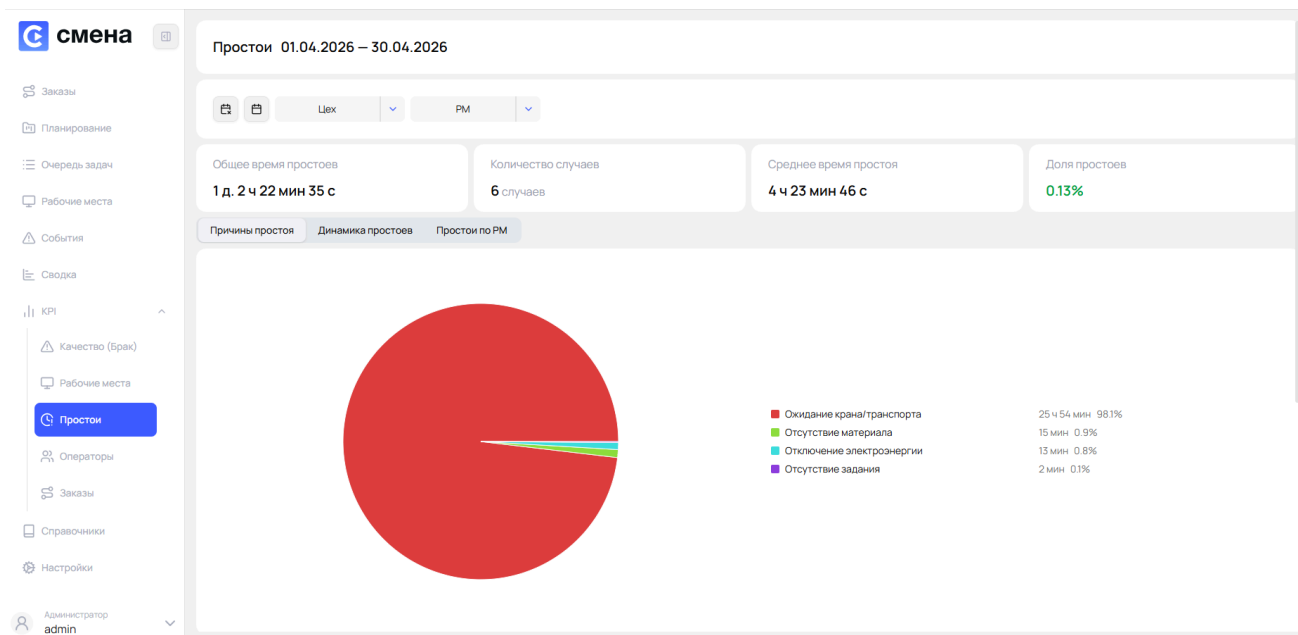 смена
Заказы
Планирование
Очередь задач
Рабочие места
События
Сводка
KPI
Качество (Брак)
Рабочие места
Простои
Операторы
Заказы
Справочники
Настройки
Администратор
admin
Простои 01.04.2026 — 30.04.2026
Цех РМ
Общее время простоев
1 д. 2 ч 22 мин 35 с
Количество случаев
6 случаев
Среднее время простоя
4 ч 23 мин 46 с
Доля простоев
0.13%
Причины простоя Динамика простоев Простои по РМ
Ожидание крана/транспорта 25 ч 54 мин 98.1%
Отсутствие материала 15 мин 0.9%
Отключение электроэнергии 13 мин 0.8%
Отсутствие задания 2 мин 0.1%